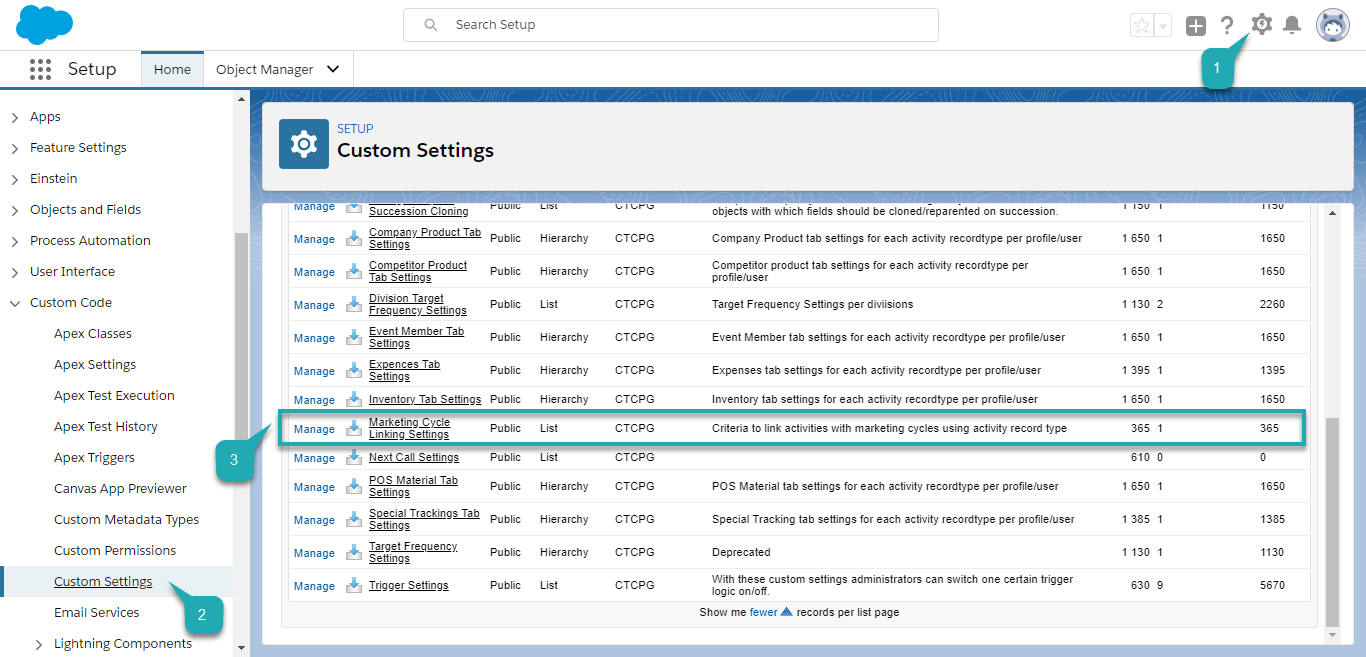 Search Setup
1
Setup
Home
Object Manager
Apps
Feature Settings
Einstein
Objects and Fields
Process Automation
User Interface
Custom Code
Apex Classes
Apex Settings
Apex Test Execution
Apex Test History
Apex Triggers
Canvas App Previewer
Custom Metadata Types
Custom Permissions
Custom Settings
2
Email Services
Lightning Components
SETUP
Custom Settings
Manage Succession Cloning Public List CTCPG objects with which fields should be cloned/reparented on succession. 1 150 1 1150
Manage Company Product Tab Public Hierarchy CTCPG Company Product tab settings for each activity recordtype per profile/user 1 650 1 1650
Settings
Manage Competitor Product Public Hierarchy CTCPG Competitor product tab settings for each activity recordtype per 1 650 1 1650
Tab Settings profile/user
Manage Division Target Public List CTCPG Target Frequency Settings per diviisions 1 130 2 2260
Frequency Settings
Manage Event Member Tab Public Hierarchy CTCPG Event Member tab settings for each activity recordtype per profile/user 1 650 1 1650
Settings
Manage Expences Tab Public Hierarchy CTCPG Expenses tab settings for each activity recordtype per profile/user 1 395 1 1395
Settings
Manage Inventory Tab Settings Public Hierarchy CTCPG Inventory tab settings for each activity recordtype per profile/user 1 650 1 1650
3
Manage Marketing Cycle Public List CTCPG Criteria to link activities with marketing cycles using activity record type 365 1 365
Linking Settings
Manage Next Call Settings Public List CTCPG 610 0 0
Manage POS Material Tab Public Hierarchy CTCPG POS Material tab settings for each activity recordtype per profile/user 1 650 1 1650
Settings
Manage Special Trackings Tab Public Hierarchy CTCPG Special Tracking tab settings for each activity recordtype per profile/user 1 385 1 1385
Settings
Manage Target Frequency Public Hierarchy CTCPG Deprecated 1 130 1 1130
Settings
Manage Trigger Settings Public List CTCPG With these custom settings administrators can switch one certain trigger 630 9 5670
logic on/off.
Show me fewer records per list page